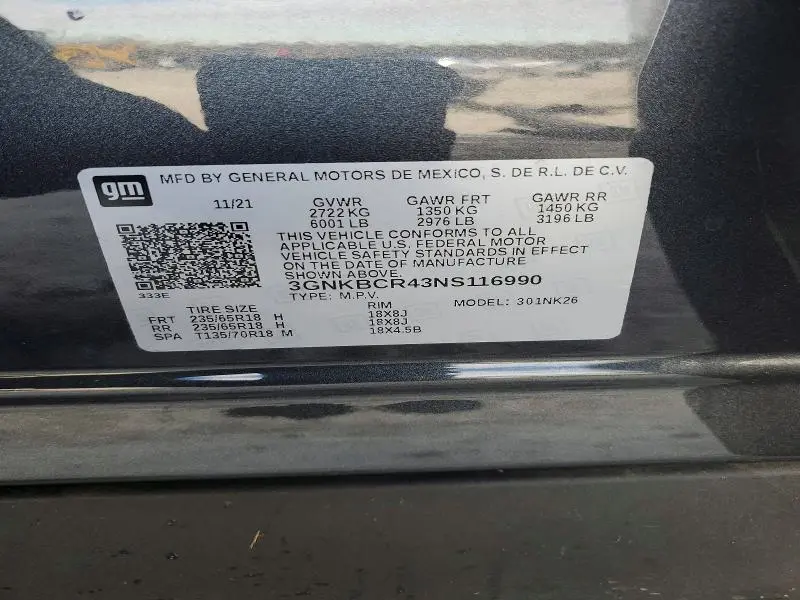 gm MFD BY GENERAL MOTORS DE MEXICO, S. DE R.L. DE C.V.
11/21 GVWR GAWR FRT GAWR RR
2722 KG 1350 KG 1450 KG
6001 LB 2976 LB 3196 LB
THIS VEHICLE CONFORMS TO ALL
APPLICABLE U.S. FEDERAL MOTOR
VEHICLE SAFETY STANDARDS IN EFFECT
ON THE DATE OF MANUFACTURE
SHOWN ABOVE.
3GNKBCR43NS116990
333E
TYPE: M.P.V. MODEL: 301NK26
TIRE SIZE RIM
FRT 235/65R18 H 18X8J
RR 235/65R18 H 18X8J
SPA T135/70R18 M 18X4.5B